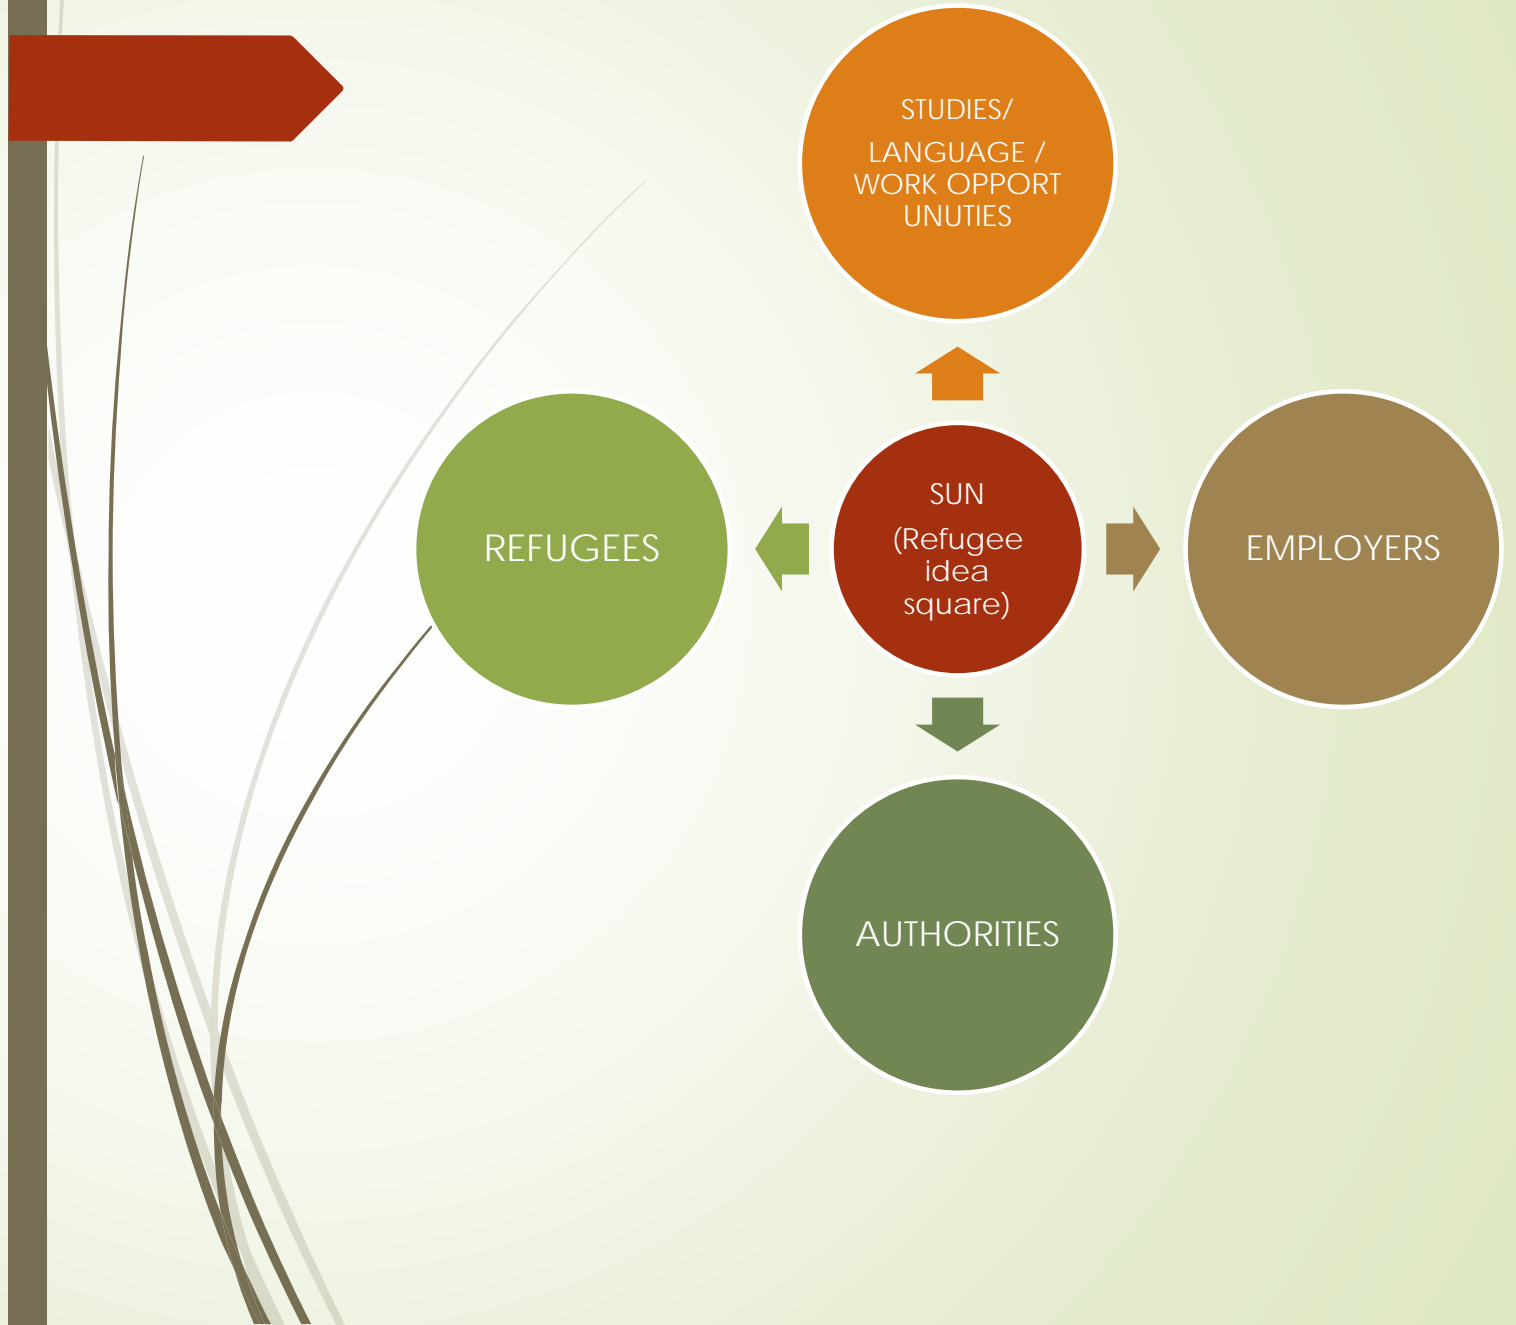 STUDIES/
LANGUAGE /
WORK OPPORT
UNUTIES
REFUGEES
SUN
(Refugee
idea
square)
EMPLOYERS
AUTHORITIES